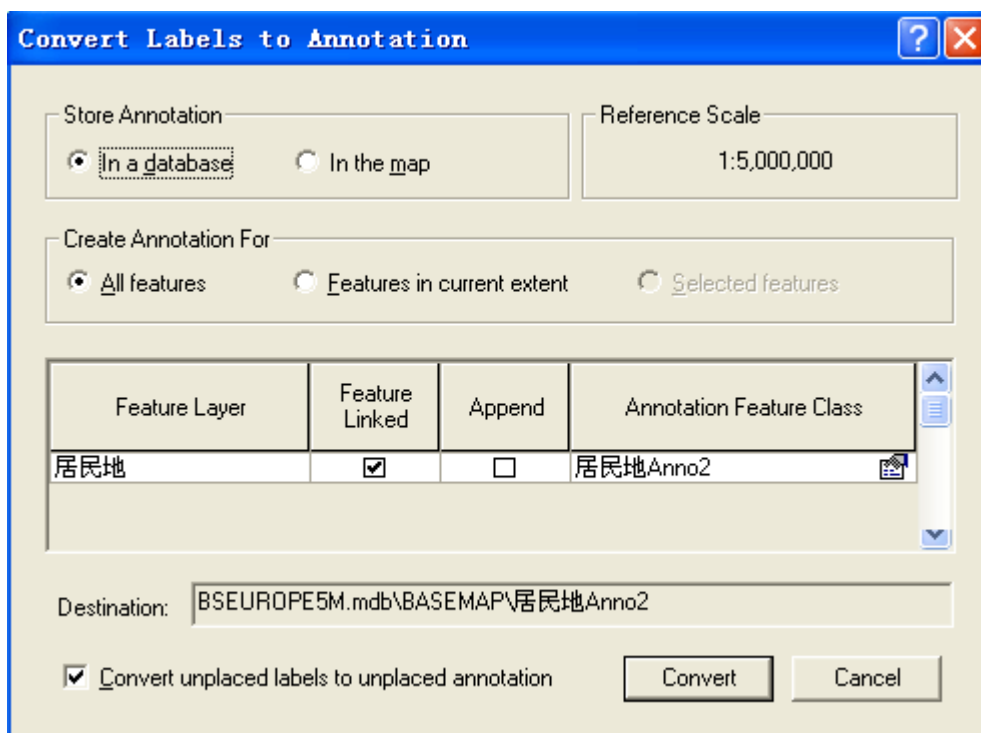 Convert Labels to Annotation
Store Annotation
In a database
In the map
Reference Scale
1:5,000,000
Create Annotation For
All features
Features in current extent
Selected features
Feature Layer
Feature Linked
Append
Annotation Feature Class
居民地
居民地Anno2
Destination:
BSEUROPE5M.mdb\BASEMAP\居民地Anno2
Convert unplaced labels to unplaced annotation
Convert
Cancel